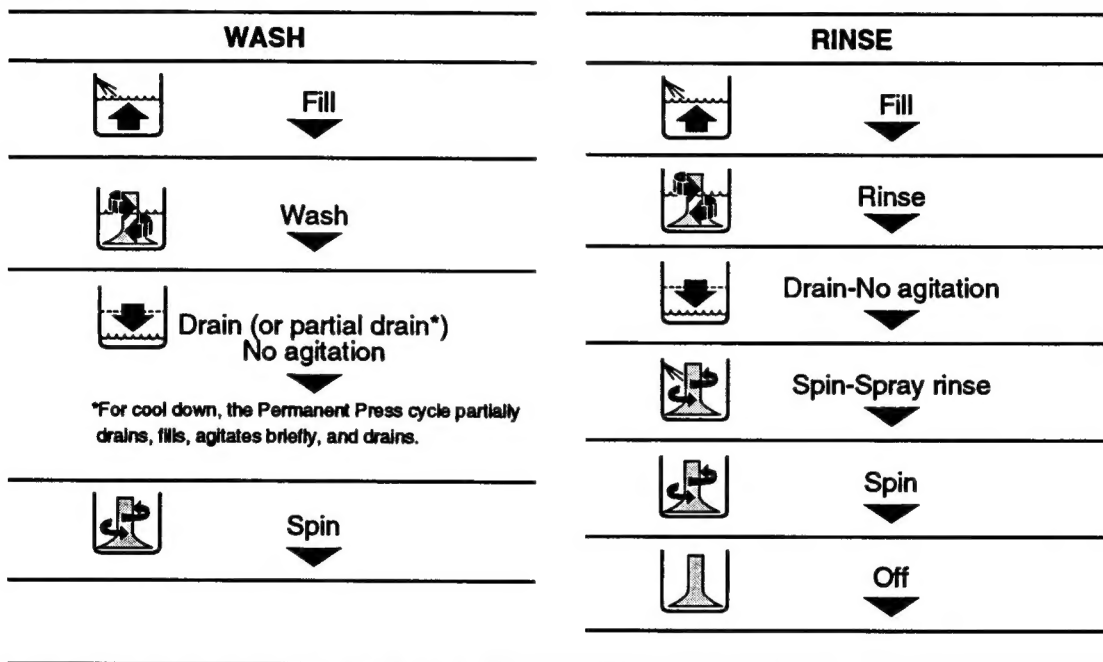 WASH
Fill
Wash
Drain (or partial drain*)
No agitation
*For cool down, the Permanent Press cycle partially
drains, fills, agitates briefly, and drains.
Spin
RINSE
Fill
Rinse
Drain-No agitation
Spin-Spray rinse
Spin
Off